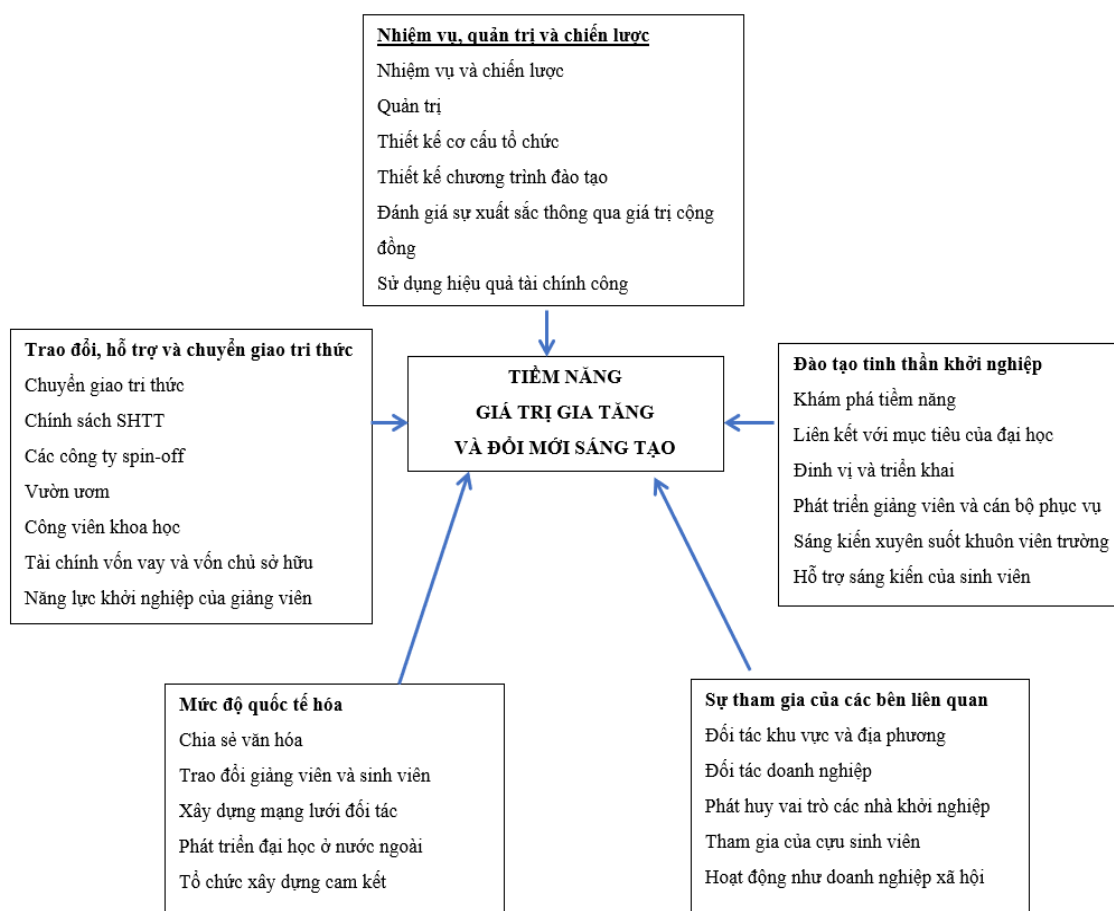 Nhiệm vụ, quản trị và chiến lược
Nhiệm vụ và chiến lược
Quản trị
Thiết kế cơ cấu tổ chức
Thiết kế chương trình đào tạo
Đánh giá sự xuất sắc thông qua giá trị cộng
đồng
Sử dụng hiệu quả tài chính công
Trao đổi, hỗ trợ và chuyển giao tri thức
Chuyển giao tri thức
Chính sách SHTT
Các công ty spin-off
Vườn ươm
Công viên khoa học
Tài chính vốn vay và vốn chủ sở hữu
Năng lực khởi nghiệp của giảng viên
TIỀM NĂNG
GIÁ TRỊ GIA TĂNG
VÀ ĐỔI MỚI SÁNG TẠO
Đào tạo tinh thần khởi nghiệp
Khám phá tiềm năng
Liên kết với mục tiêu của đại học
Đinh vị và triển khai
Phát triển giảng viên và cán bộ phục vụ
Sáng kiến xuyên suốt khuôn viên trường
Hỗ trợ sáng kiến của sinh viên
Mức độ quốc tế hóa
Chia sẻ văn hóa
Trao đổi giảng viên và sinh viên
Xây dựng mạng lưới đối tác
Phát triển đại học ở nước ngoài
Tổ chức xây dựng cam kết
Sự tham gia của các bên liên quan
Đối tác khu vực và địa phương
Đối tác doanh nghiệp
Phát huy vai trò các nhà khởi nghiệp
Tham gia của cựu sinh viên
Hoạt động như doanh nghiệp xã hội